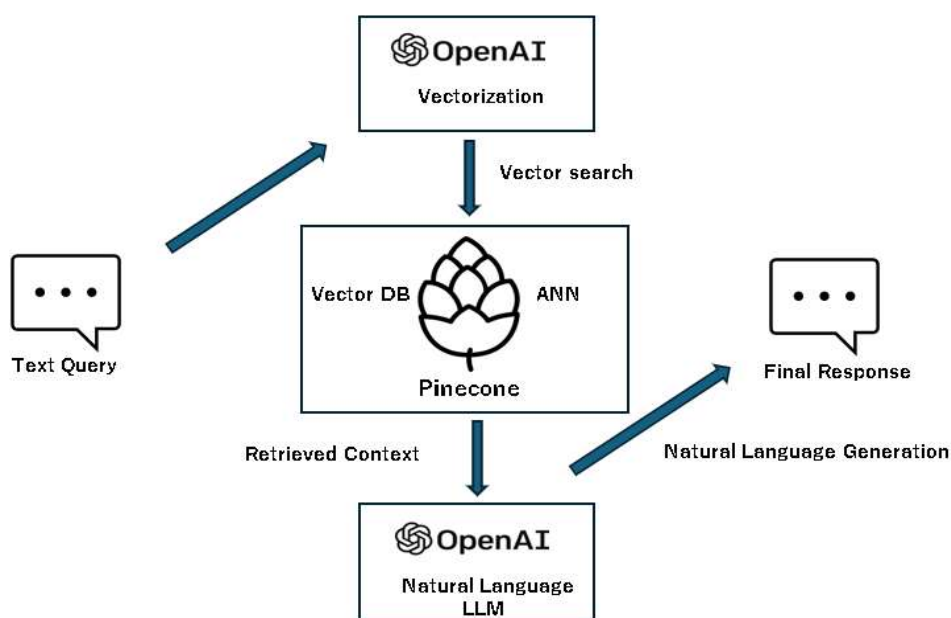 OpenAI
Vectorization
Vector search
Vector DB
ANN
Pinecone
Text Query
Final Response
Retrieved Context
Natural Language Generation
OpenAI
Natural Language
LLM